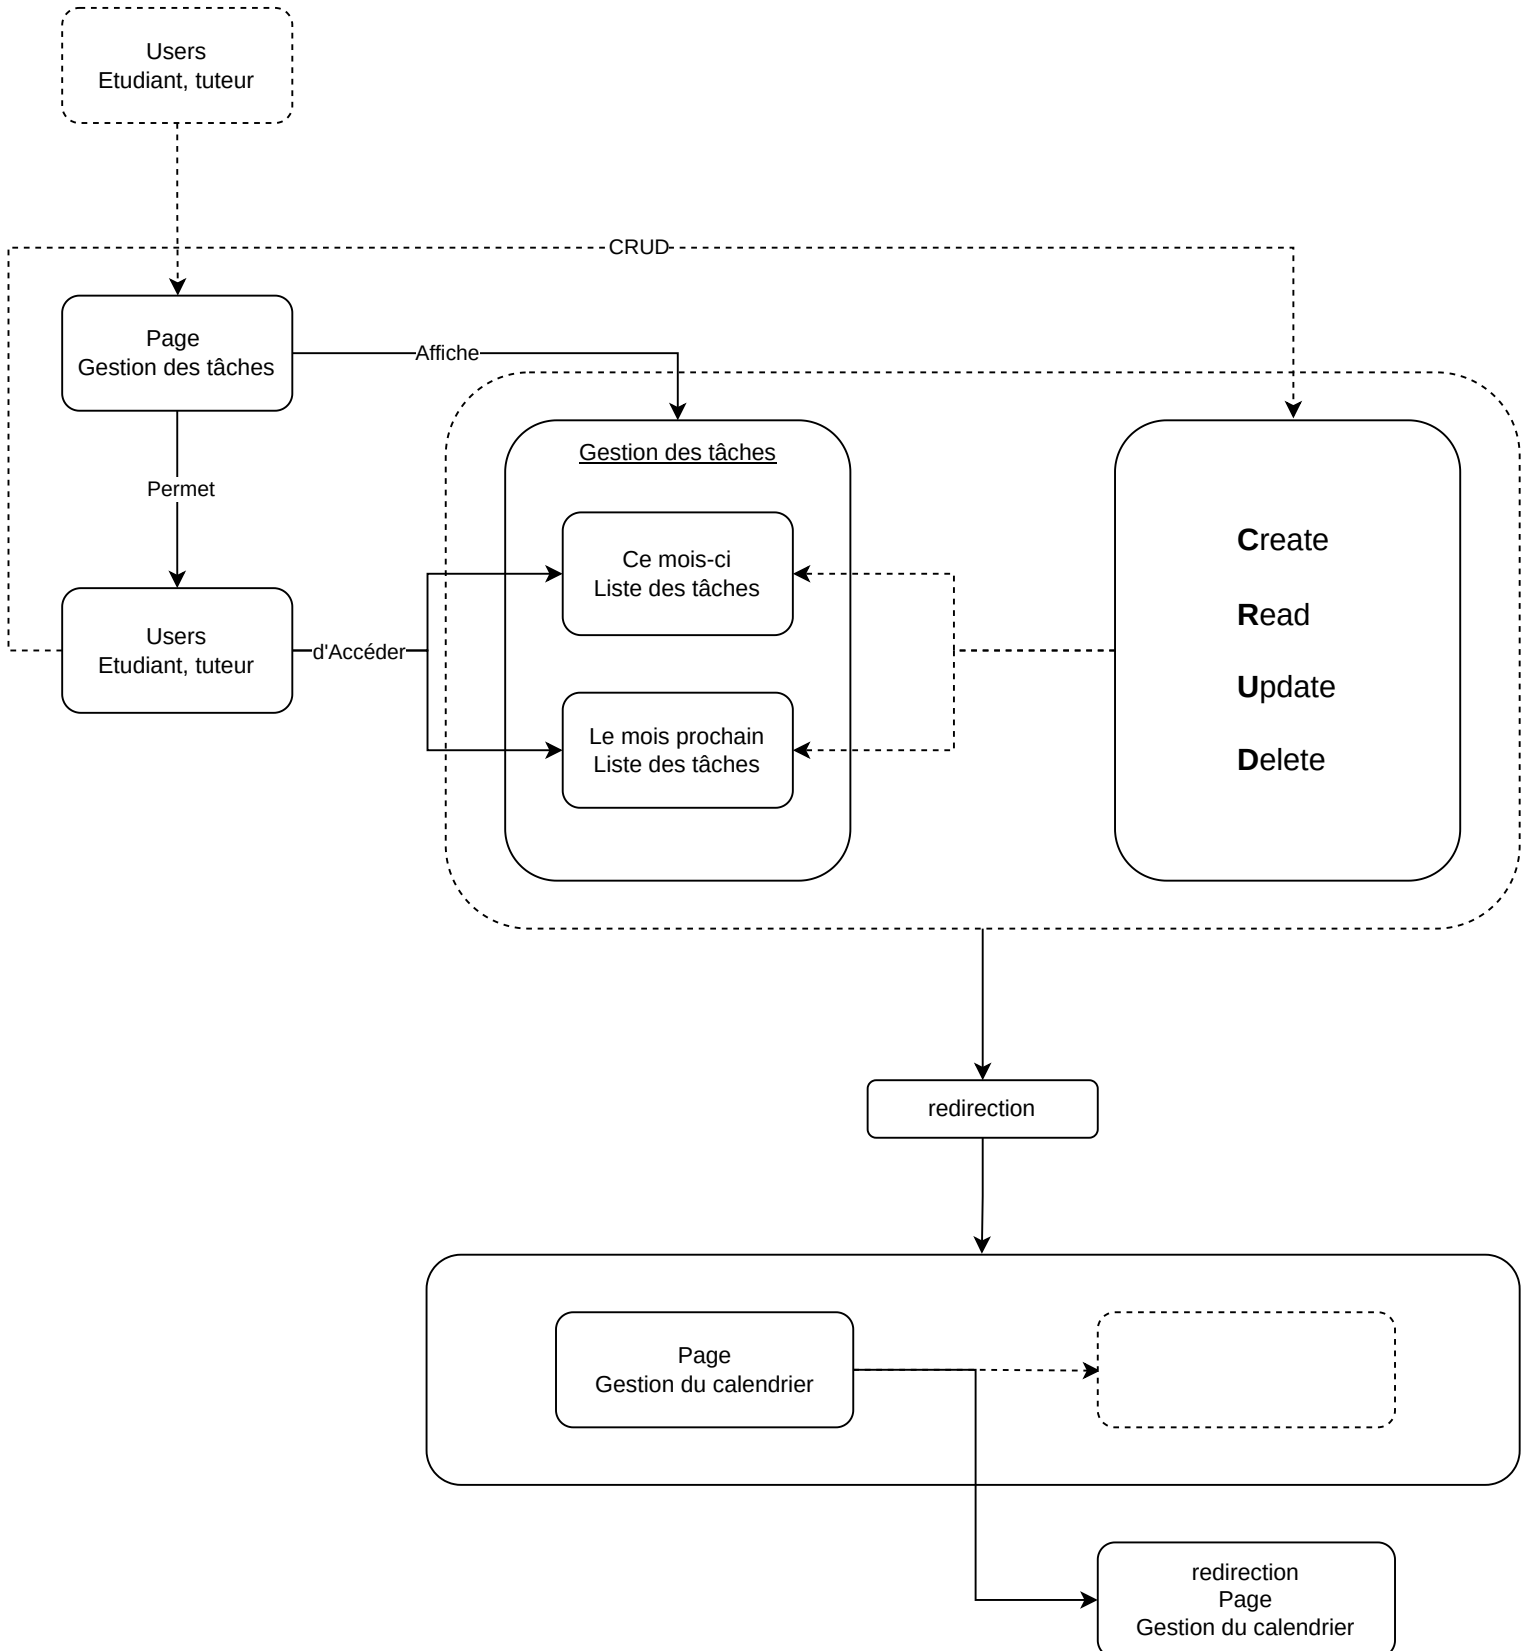 Users
Etudiant, tuteur
CRUD
Page
Gestion des tâches
Affiche
Gestion des tâches
Permet
Ce mois-ci
Liste des tâches
Users
Etudiant, tuteur
d'Accéder
Le mois prochain
Liste des tâches
Create
Read
Update
Delete
redirection
Page
Gestion du calendrier
redirection
Page
Gestion du calendrier